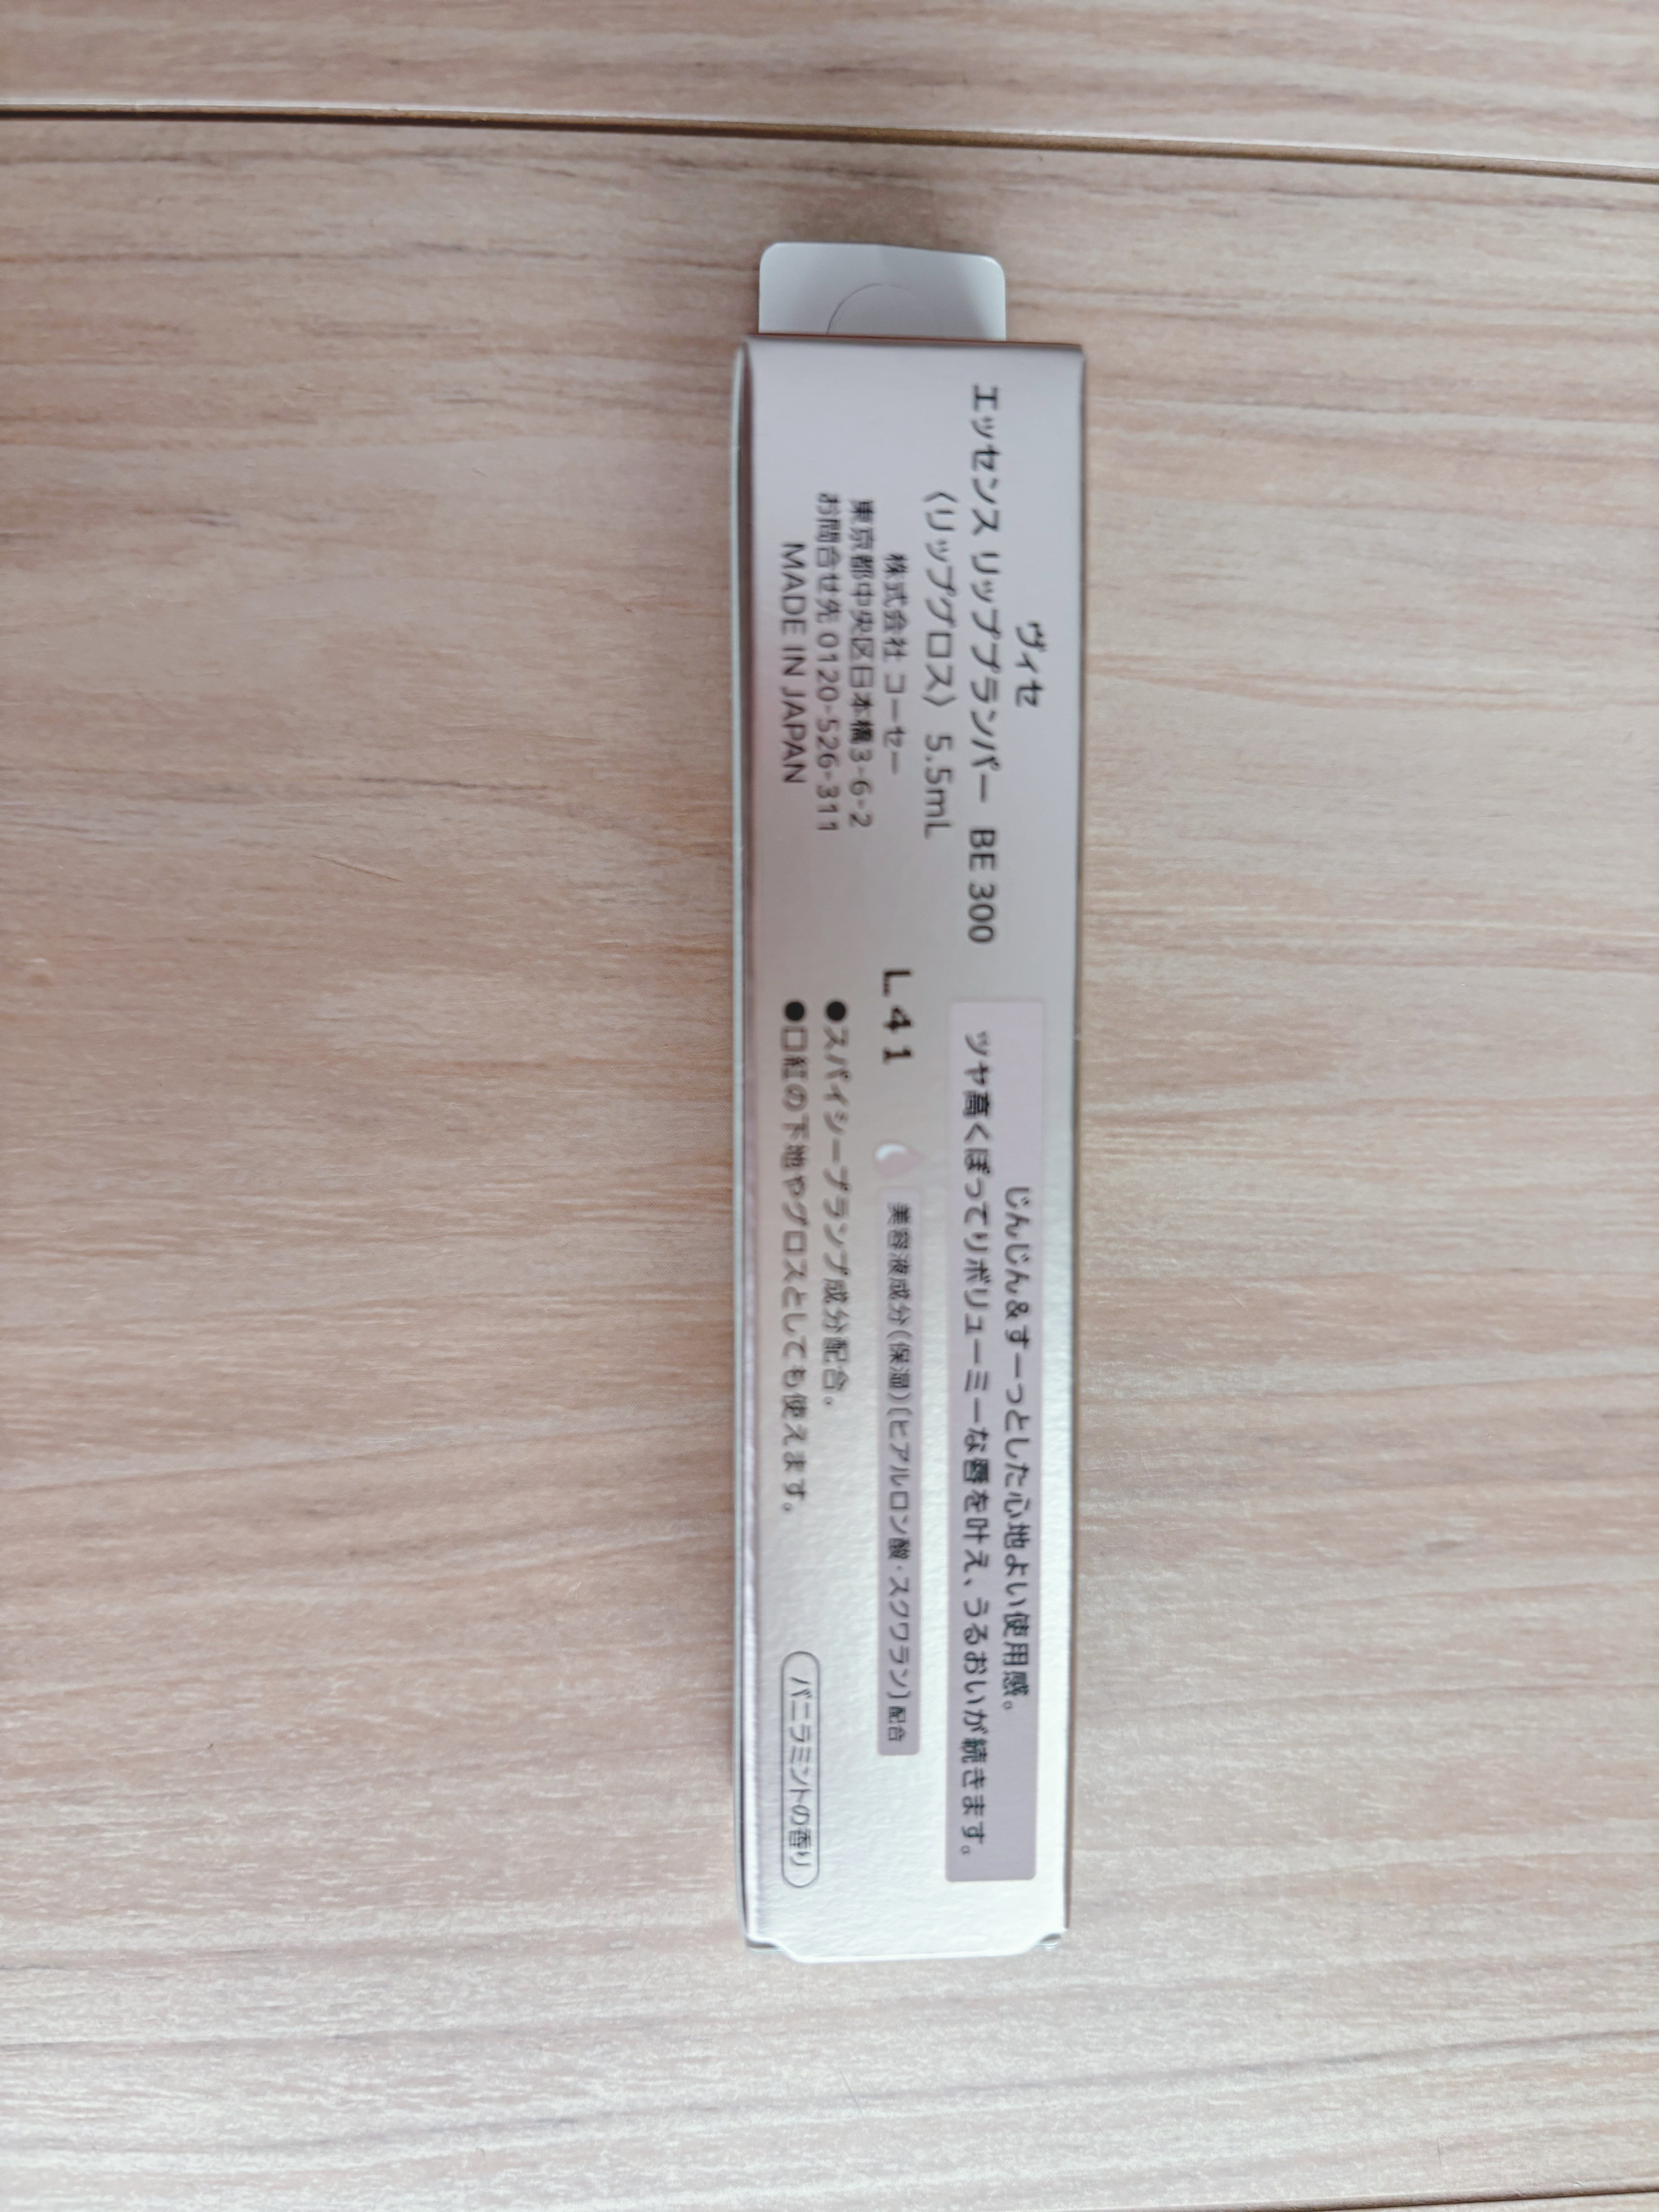 ヴィセ
エッセンス リッププランパー BE 300
〈リップグロス〉 5.5mL
株式会社 コーセー
東京都中央区日本橋3-6-2
お問合せ先 0120-526-311
MADE IN JAPAN
じんじん&すーっとした心地よい使用感。
ツヤ高くぽってりボリューミーな唇を叶え、うるおいが続きます。
L41
美容液成分(保湿)[ヒアルロン酸・スクワラン]配合
●スパイシープランプ成分配合。
●口紅の下地やグロスとしても使えます。
バニラミントの香り